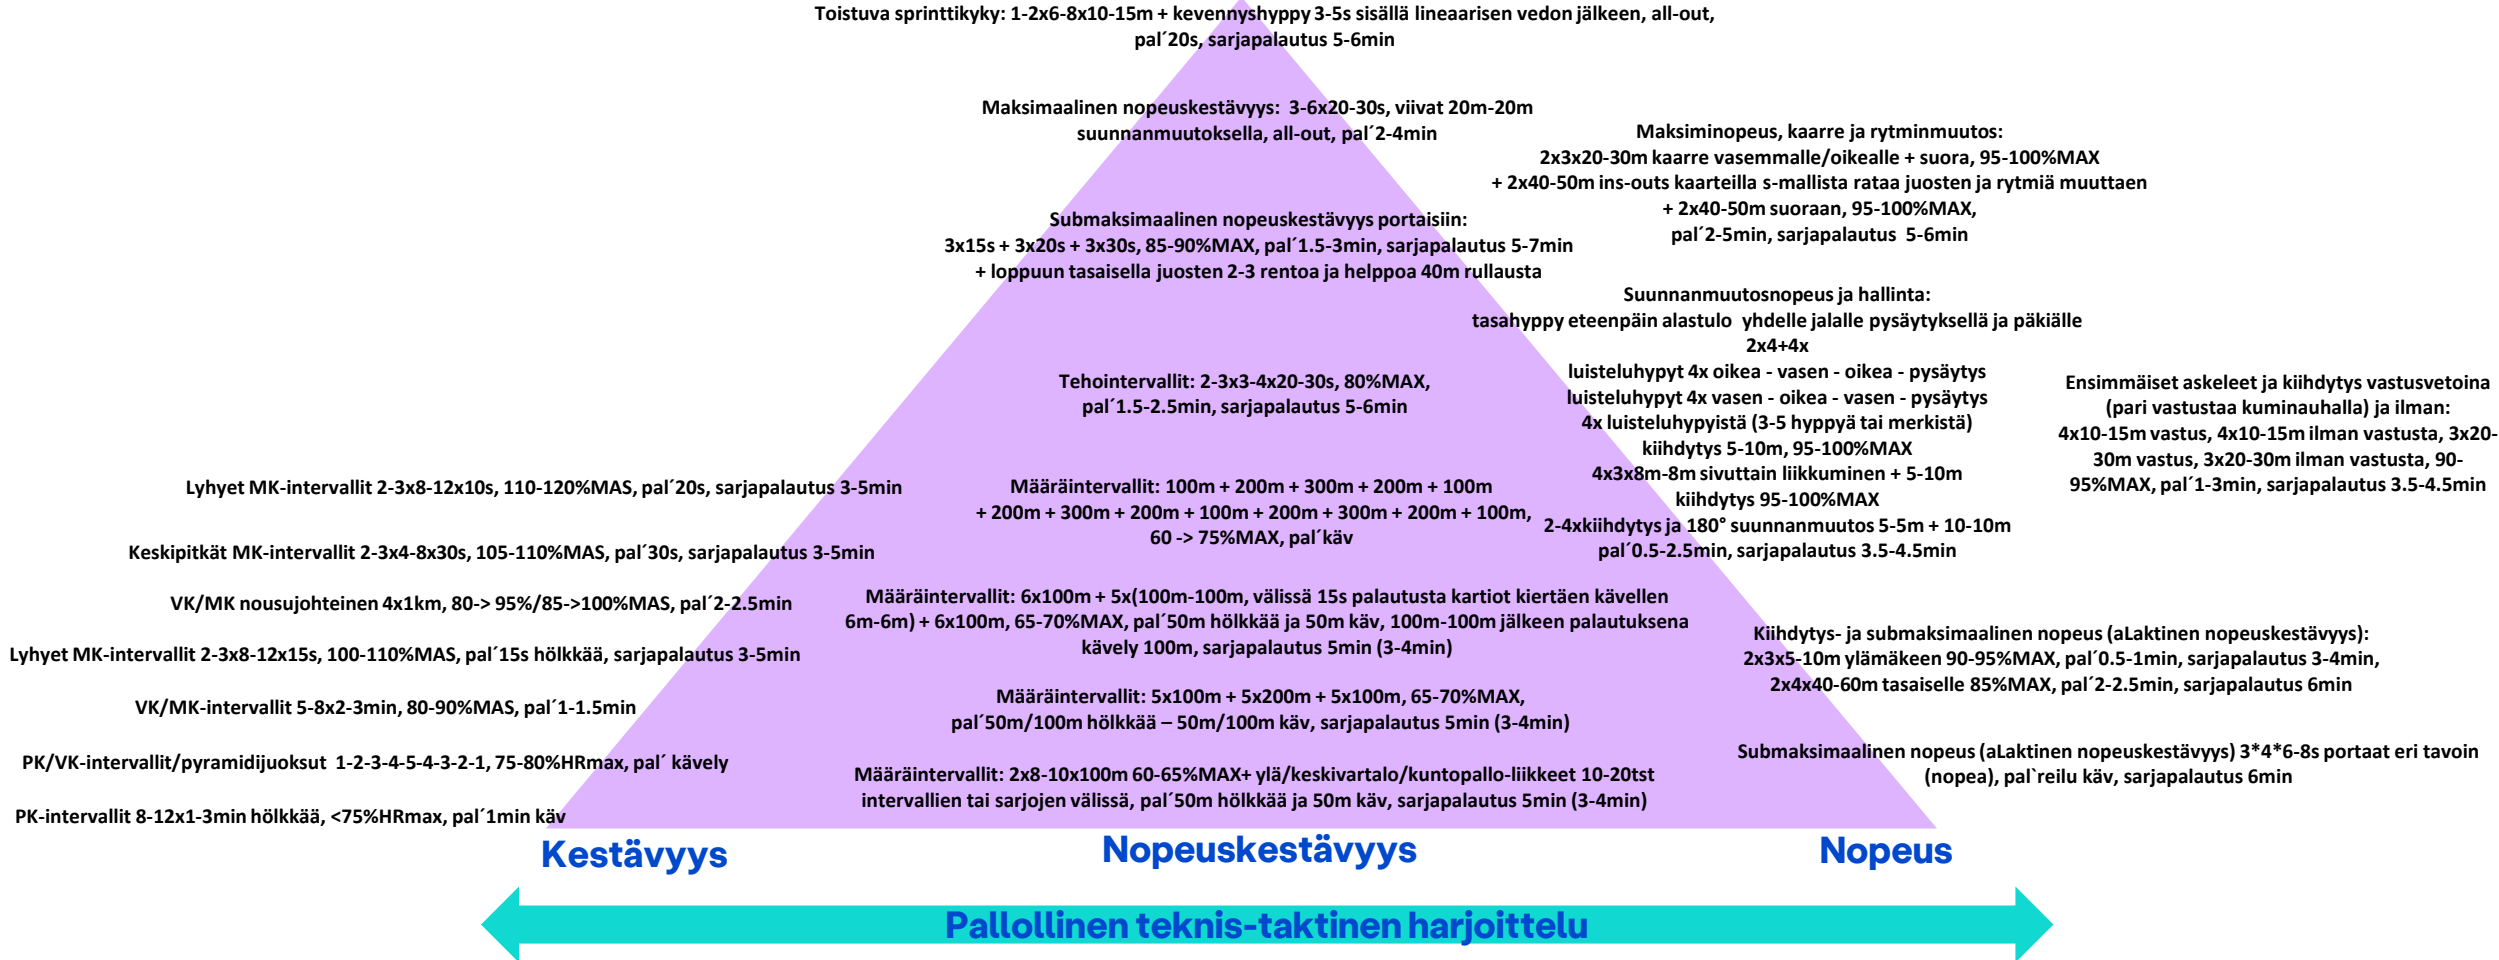 Toistuva sprinttikyky: 1-2x6-8x10-15m + kevennyshyppy 3-5s sisällä lineaarisen vedon jälkeen, all-out,
pal´20s, sarjapalautus 5-6min
Maksimaalinen nopeuskestävyys: 3-6x20-30s, viivat 20m-20m
suunnanmuutoksella, all-out, pal´2-4min
Submaksimaalinen nopeuskestävyys portaisiin:
3x15s + 3x20s + 3x30s, 85-90%MAX, pal´1.5-3min, sarjapalautus 5-7min
+ loppuun tasaisella juosten 2-3 rentoa ja helppoa 40m rullausta
Tehointervallit: 2-3x3-4x20-30s, 80%MAX,
pal´1.5-2.5min, sarjapalautus 5-6min
Määräintervallit: 100m + 200m + 300m + 200m + 100m
+ 200m + 300m + 200m + 100m + 200m + 300m + 200m + 100m,
60 -> 75%MAX, pal´käv
Määräintervallit: 6x100m + 5x(100m-100m, välissä 15s palautusta kartiot kiertäen kävellen
6m-6m) + 6x100m, 65-70%MAX, pal´50m hölkkää ja 50m käv, 100m-100m jälkeen palautuksena
kävely 100m, sarjapalautus 5min (3-4min)
Määräintervallit: 5x100m + 5x200m + 5x100m, 65-70%MAX,
pal´50m/100m hölkkää – 50m/100m käv, sarjapalautus 5min (3-4min)
Määräintervallit: 2x8-10x100m 60-65%MAX+ ylä/keskivartalo/kuntopallo-liikkeet 10-20tst
intervallien tai sarjojen välissä, pal´50m hölkkää ja 50m käv, sarjapalautus 5min (3-4min)
Lyhyet MK-intervallit 2-3x8-12x10s, 110-120%MAS, pal´20s, sarjapalautus 3-5min
Keskipitkät MK-intervallit 2-3x4-8x30s, 105-110%MAS, pal´30s, sarjapalautus 3-5min
VK/MK nousujohteinen 4x1km, 80-> 95%/85->100%MAS, pal´2-2.5min
Lyhyet MK-intervallit 2-3x8-12x15s, 100-110%MAS, pal´15s hölkkää, sarjapalautus 3-5min
VK/MK-intervallit 5-8x2-3min, 80-90%MAS, pal´1-1.5min
PK/VK-intervallit/pyramidijuoksut 1-2-3-4-5-4-3-2-1, 75-80%HRmax, pal´ kävely
PK-intervallit 8-12x1-3min hölkkää, <75%HRmax, pal´1min käv
Maksiminopeus, kaarre ja rytminmuutos:
2x3x20-30m kaarre vasemmalle/oikealle + suora, 95-100%MAX
+ 2x40-50m ins-outs kaarteilla s-mallista rataa juosten ja rytmiä muuttaen
+ 2x40-50m suoraan, 95-100%MAX,
pal´2-5min, sarjapalautus 5-6min
Suunnanmuutosnopeus ja hallinta:
tasahyppy eteenpäin alastulo yhdelle jalalle pysäytyksellä ja päkiälle
2x4+4x
luisteluhypyt 4x oikea - vasen - oikea - pysäytys
luisteluhypyt 4x vasen - oikea - vasen - pysäytys
4x luisteluhypyistä (3-5 hyppyä tai merkistä)
kiihdytys 5-10m, 95-100%MAX
4x3x8m-8m sivuttain liikkuminen + 5-10m
kiihdytys 95-100%MAX
2-4xkiihdytys ja 180° suunnanmuutos 5-5m + 10-10m
pal´0.5-2.5min, sarjapalautus 3.5-4.5min
Ensimmäiset askeleet ja kiihdytys vastusvetoina
(pari vastustaa kuminauhalla) ja ilman:
4x10-15m vastus, 4x10-15m ilman vastusta, 3x20-
30m vastus, 3x20-30m ilman vastusta, 90-
95%MAX, pal´1-3min, sarjapalautus 3.5-4.5min
Kiihdytys- ja submaksimaalinen nopeus (aLaktinen nopeuskestävyys):
2x3x5-10m ylämäkeen 90-95%MAX, pal´0.5-1min, sarjapalautus 3-4min,
2x4x40-60m tasaiselle 85%MAX, pal´2-2.5min, sarjapalautus 6min
Submaksimaalinen nopeus (aLaktinen nopeuskestävyys) 3*4*6-8s portaat eri tavoin
(nopea), pal`reilu käv, sarjapalautus 6min
Kestävyys
Nopeuskestävyys
Nopeus
Pallollinen teknis-taktinen harjoittelu